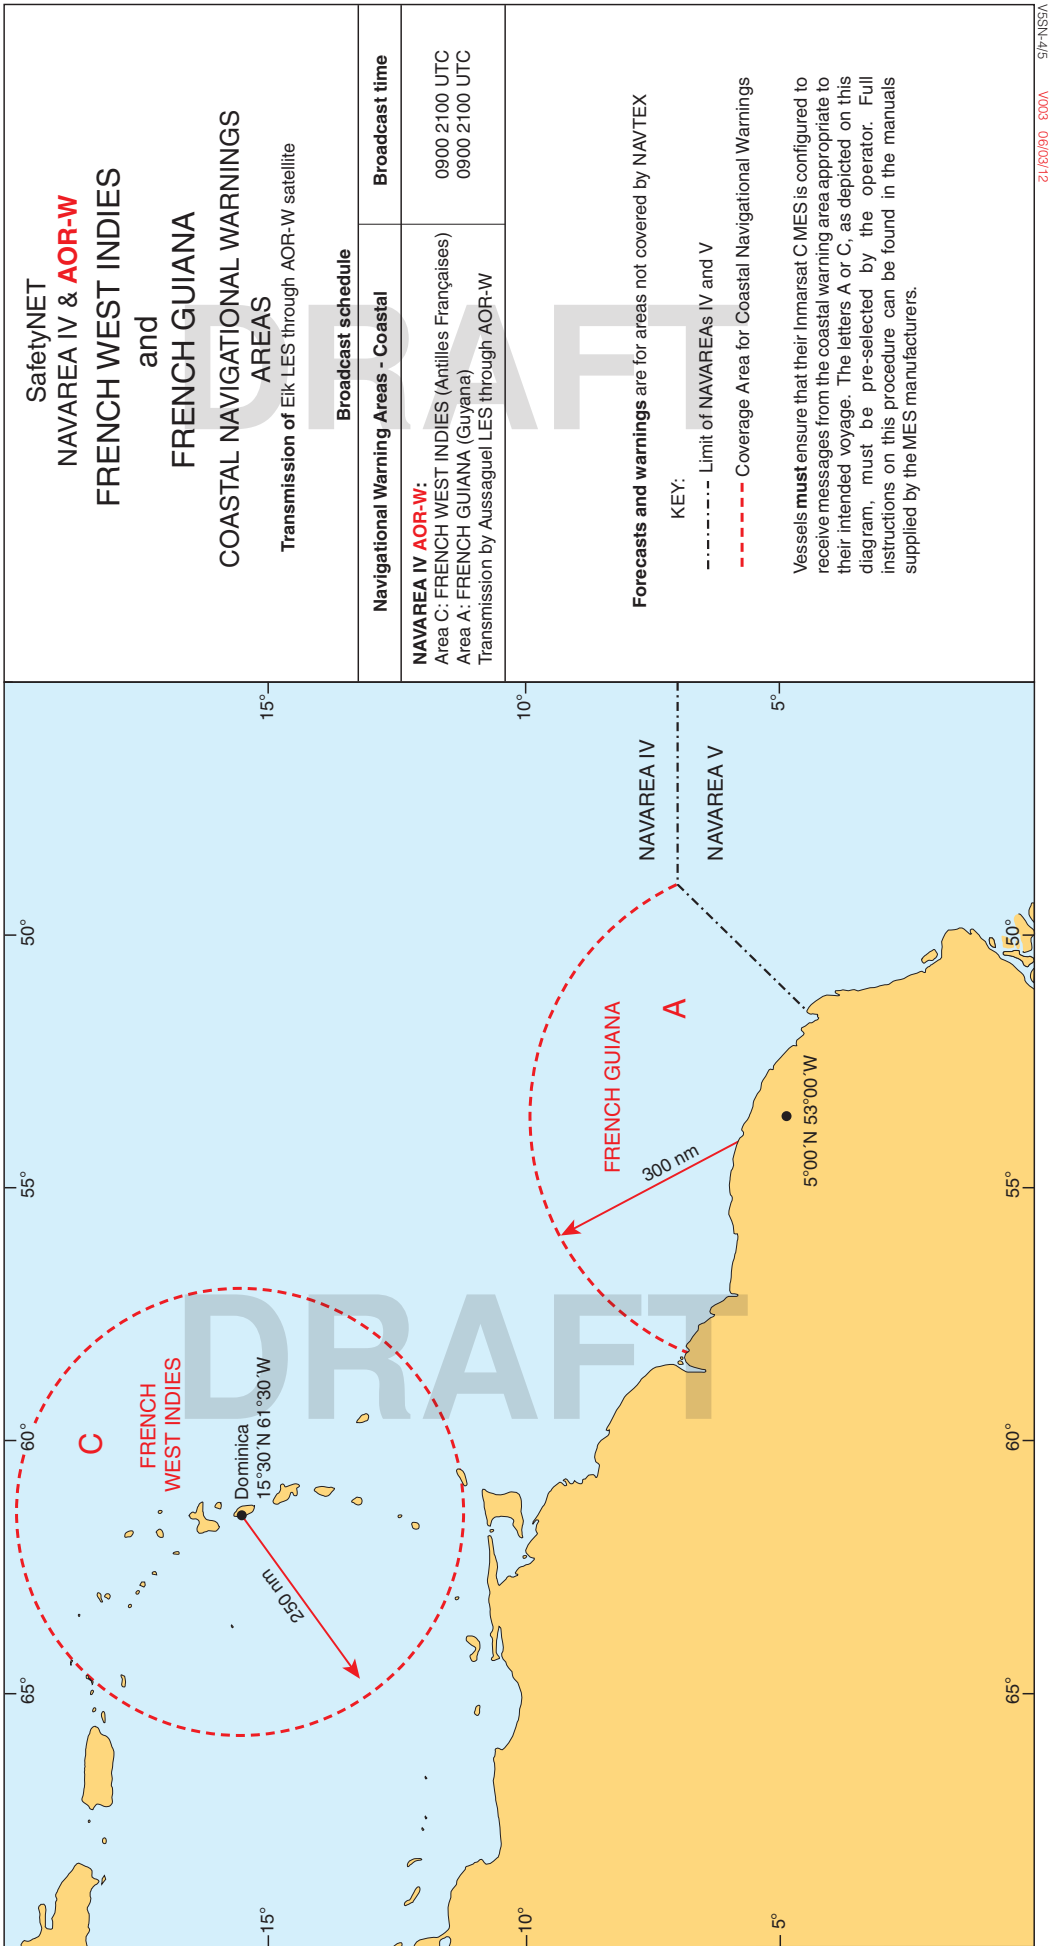 SafetyNET
NAVAREA IV & AOR-W
FRENCH WEST INDIES
and
FRENCH GUIANA
COASTAL NAVIGATIONAL WARNINGS
AREAS
Transmission of Eik LES through AOR-W satellite
Broadcast schedule
Navigational Warning Areas - Coastal
Broadcast time
NAVAREA IV AOR-W:
Area C: FRENCH WEST INDIES (Antilles Françaises)
0900 2100 UTC
Area A: FRENCH GUIANA (Guyana)
0900 2100 UTC
Transmission by Aussaguel LES through AOR-W
Forecasts and warnings are for areas not covered by NAVTEX
KEY:
Limit of NAVAREAs IV and V
Coverage Area for Coastal Navigational Warnings
Vessels must ensure that their Inmarsat C MES is configured to
receive messages from the coastal warning area appropriate to
their intended voyage. The letters A or C, as depicted on this
diagram, must be pre-selected by the operator. Full
instructions on this procedure can be found in the manuals
supplied by the MES manufacturers.
DRAFT
65°
60°
55°
50°
15°
15°
10°
10°
5°
5°
65°
60°
55°
50°
C
FRENCH
WEST INDIES
Dominica
15°30′N 61°30′W
250 nm
DRAFT
FRENCH GUIANA
A
300 nm
5°00′N 53°00′W
NAVAREA IV
NAVAREA V
V5SN-4/5 V003 06/03/12